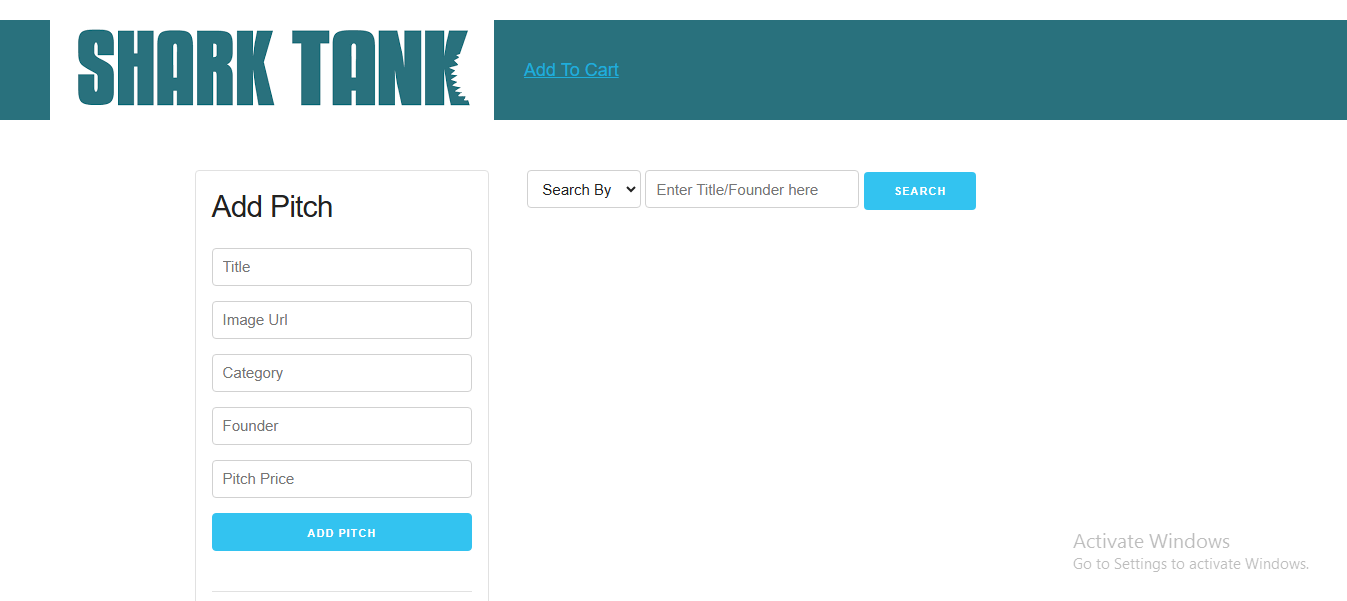 SHARK TANK
Add To Cart
Add Pitch
Title
Image Url
Category
Founder
Pitch Price
ADD PITCH
Search By
Enter Title/Founder here
SEARCH
Activate Windows
Go to Settings to activate Windows.